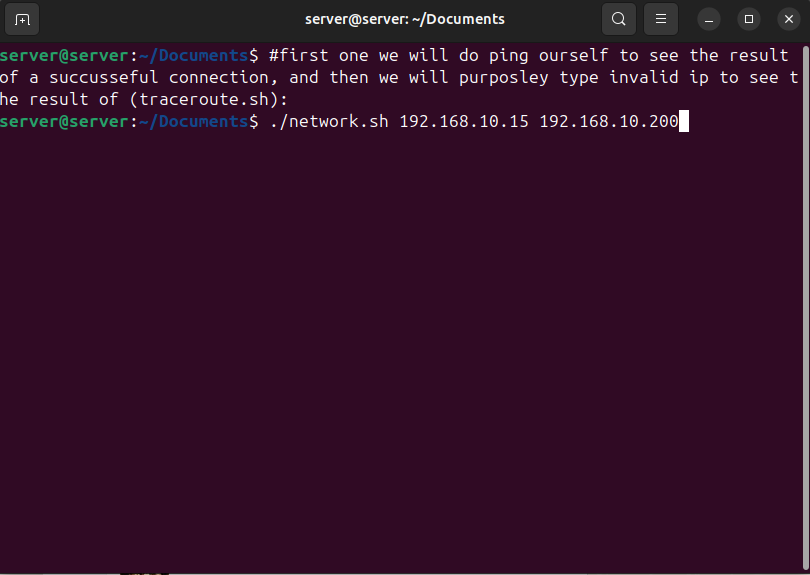 server@server: ~/Documents
server@server:~/Documents$ #first one we will do ping ourself to see the result
of a succusseful connection, and then we will purposley type invalid ip to see t
he result of (traceroute.sh):
server@server:~/Documents$ ./network.sh 192.168.10.15 192.168.10.200